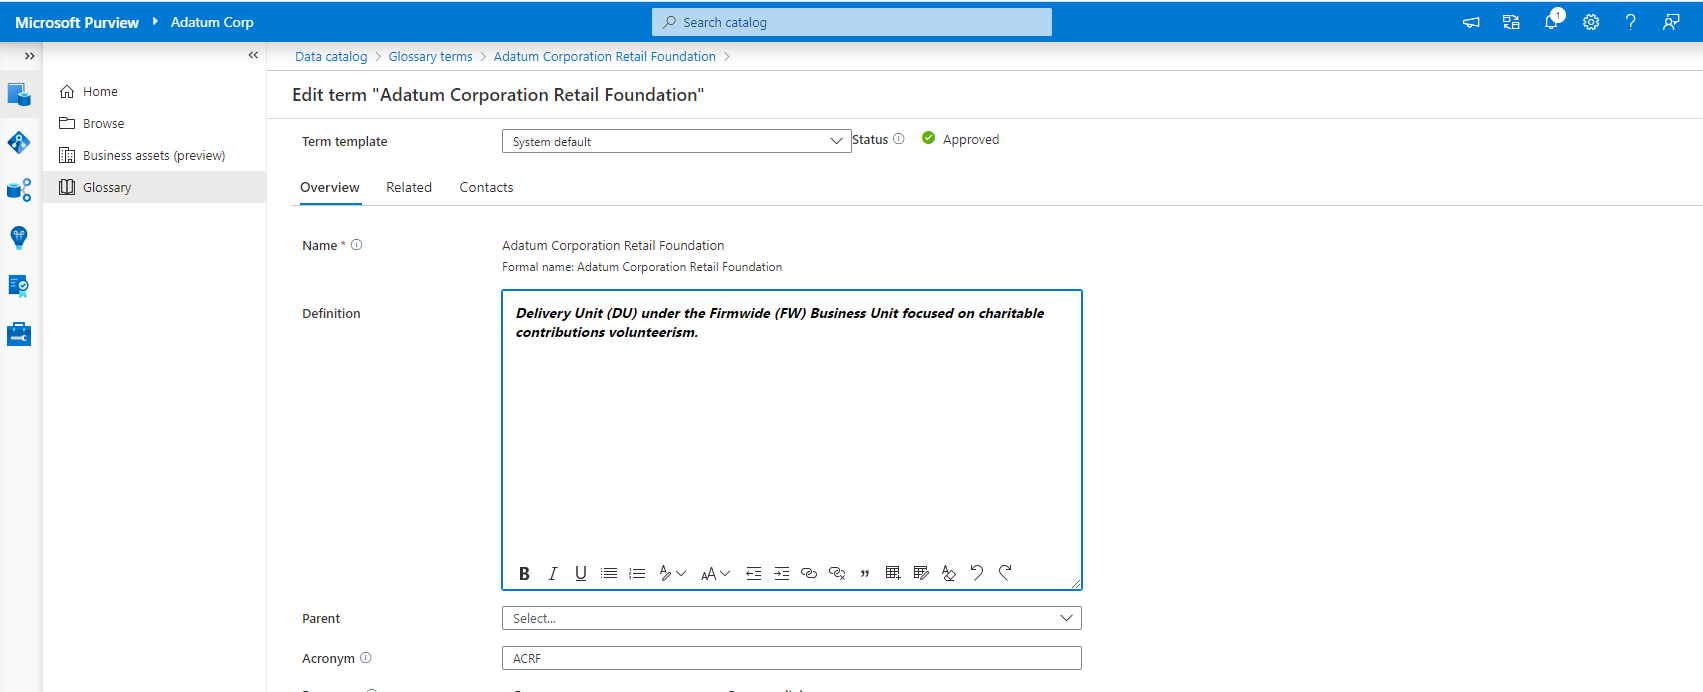 Microsoft Purview Adatum Corp Search catalog 1
Data catalog > Glossary terms > Adatum Corporation Retail Foundation >
Home
Browse
Business assets (preview)
Glossary
Edit term "Adatum Corporation Retail Foundation"
Term template System default Status Approved
Overview Related Contacts
Name * Adatum Corporation Retail Foundation
Formal name: Adatum Corporation Retail Foundation
Definition
Delivery Unit (DU) under the Firmwide (FW) Business Unit focused on charitable
contributions volunteerism.
Parent Select...
Acronym ACRF